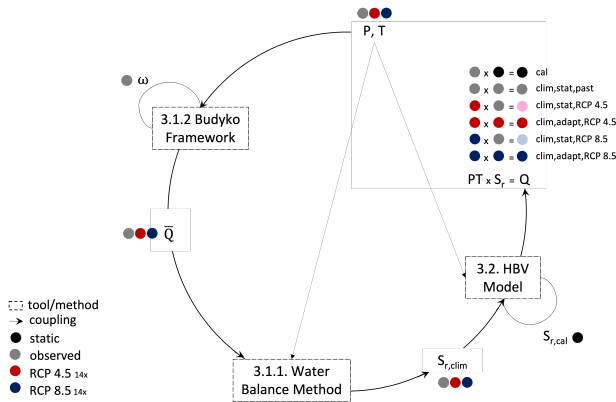 P, T
ω
x = cal
x = clim,stat,past
x = clim,stat,RCP 4.5
x = clim,adapt,RCP 4.5
x = clim,stat,RCP 8.5
x = clim,adapt,RCP 8.5
PT x Sr = Q
3.1.2 Budyko
Framework
Q̅
3.2. HBV
Model
Sr,cal
Sr,clim
3.1.1. Water
Balance Method
tool/method
coupling
static
observed
RCP 4.5 14x
RCP 8.5 14x